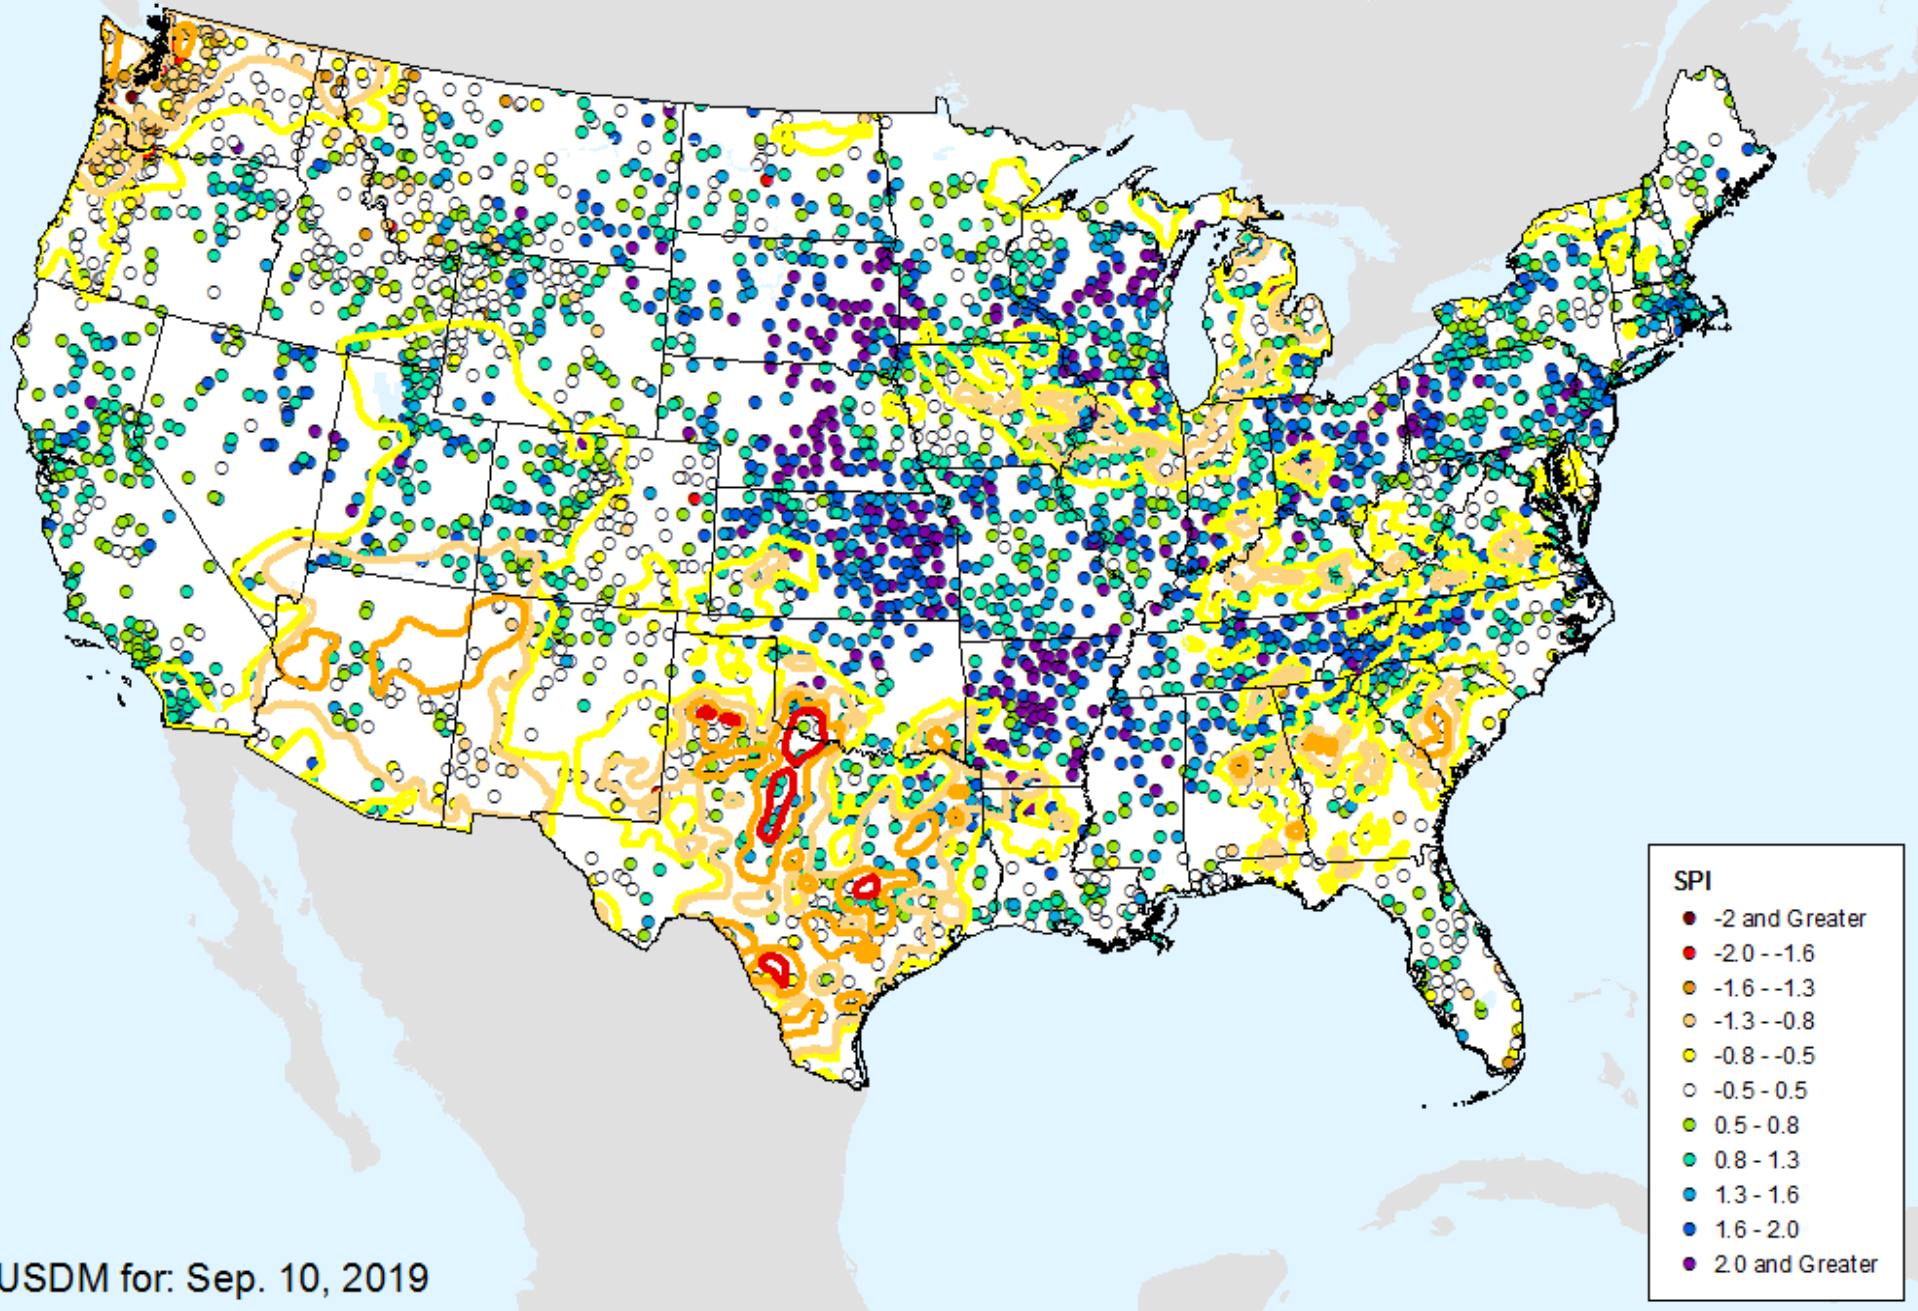 SPI
-2 and Greater
-2.0 - -1.6
-1.6 - -1.3
-1.3 - -0.8
-0.8 - -0.5
-0.5 - 0.5
0.5 - 0.8
0.8 - 1.3
1.3 - 1.6
1.6 - 2.0
2.0 and Greater
USDM for: Sep. 10, 2019